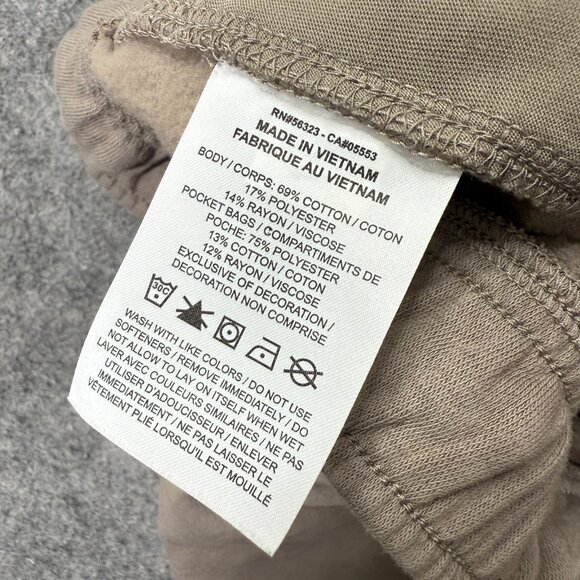 RN#56323 - CA#05553
MADE IN VIETNAM
FABRIQUE AU VIETNAM
BODY / CORPS: 69% COTTON / COTON
17% POLYESTER
14% RAYON / VISCOSE
POCKET BAGS / COMPARTIMENTS DE
POCHE: 75% POLYESTER
13% COTTON / COTON
12% RAYON / VISCOSE
EXCLUSIVE OF DECORATION /
DECORATION NON COMPRISE
30C
WASH WITH LIKE COLORS / DO NOT USE
SOFTENERS / REMOVE IMMEDIATELY / DO
NOT ALLOW TO LAY ON ITSELF WHEN WET
LAVER AVEC COULEURS SIMILAIRES / NE PAS
UTILISER D'ADOUCISSEUR / ENLEVER
IMMEDIATEMENT / NE PAS LAISSER LE
VÊTEMENT PLIÉ LORSQU'IL EST MOUILLÉ